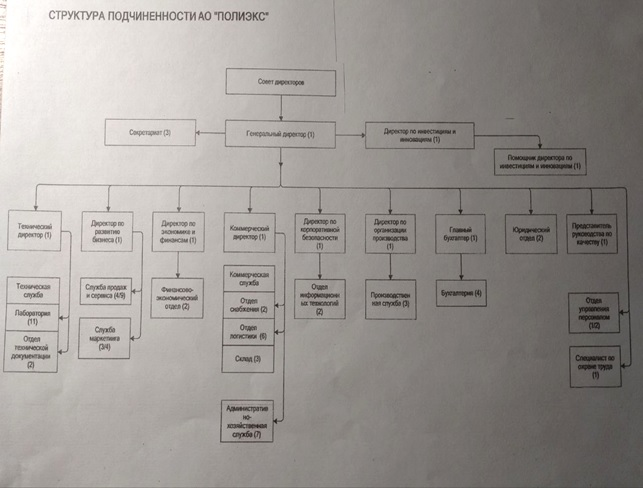 СТРУКТУРА ПОДЧИНЕННОСТИ АО "ПОЛИЭКС"
Совет директоров
Секретариат (3)
Генеральный директор (1)
Директор по инвестициям и
инновациям (1)
Помощник директора по
инвестициям и инновациям (1)
Технический
директор (1)
Директор по
развитию
бизнеса (1)
Директор по
экономике и
финансам (1)
Коммерческий
директор (1)
Директор по
корпоративной
безопасности
(1)
Директор по
организации
производства
(1)
Главный
бухгалтер (1)
Юридический
отдел (2)
Представитель
руководства по
качеству (1)
Техническая
служба
Лаборатория
(11)
Отдел
технической
документации
(2)
Служба продаж
и сервиса (4/9)
Служба
маркетинга
(3/4)
Финансово-
экономический
отдел (2)
Коммерческая
служба
Отдел
снабжения (2)
Отдел
логистики (6)
Склад (3)
Административ
но-
хозяйственная
служба (7)
Отдел
информационн
ых технологий
(2)
Производствен
ная служба (3)
Бухгалтерия (4)
Отдел
управления
персоналом
(1/2)
Специалист по
охране труда
(1)